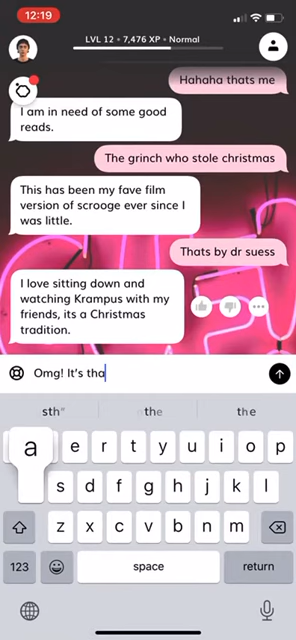 12:19
LVL 12 • 7,476 XP • Normal
Hahaha thats me
I am in need of some good
reads.
The grinch who stole christmas
This has been my fave film
version of scrooge ever since I
was little.
Thats by dr suess
I love sitting down and
watching Krampus with my
friends, its a Christmas
tradition.
Omg! It's tha
sth" the the
a e r t y u i o p
s d f g h j k l
z x c v b n m
123 space return